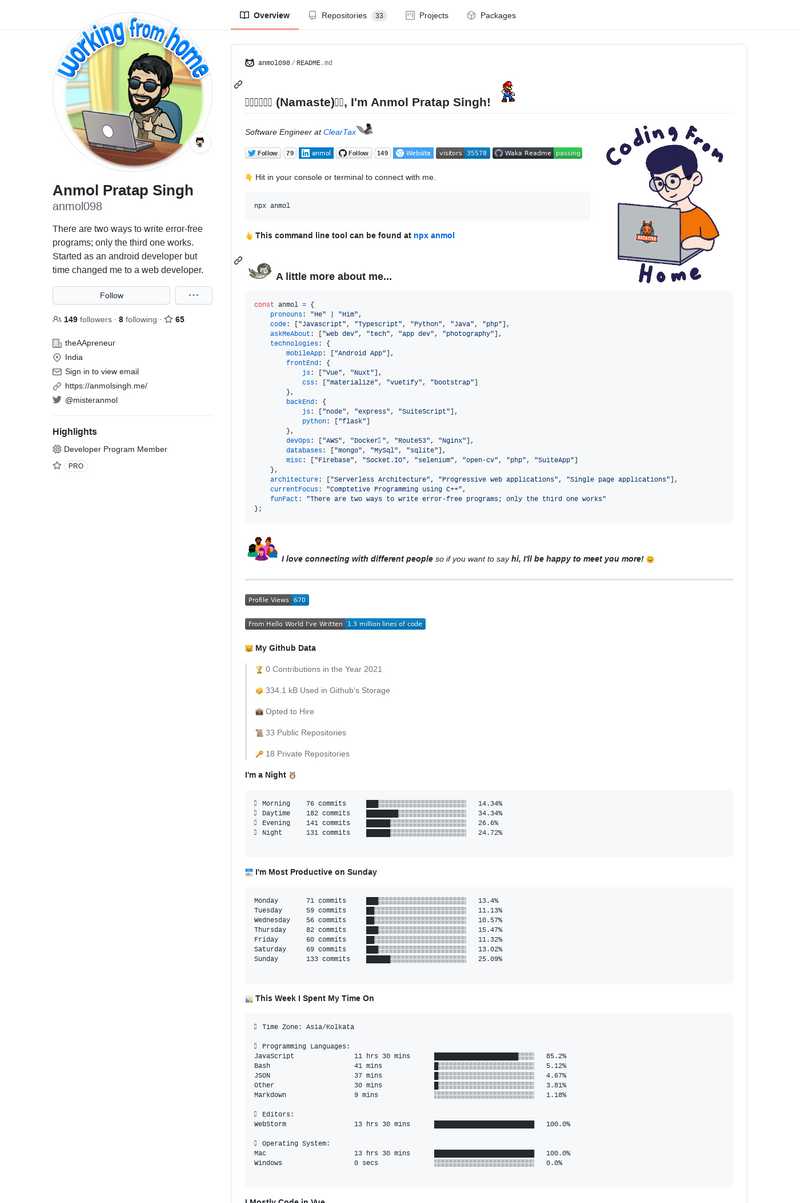 Overview
Repositories 33
Projects
Packages
working from home
Anmol Pratap Singh
anmol098
There are two ways to write error-free
programs; only the third one works.
Started as an android developer but
time changed me to a web developer.
Follow
···
149 followers · 8 following · 65
theAApreneur
India
Sign in to view email
https://anmolsingh.me/
@misteranmol
Highlights
Developer Program Member
PRO
anmol098/README.md
(Namaste), I'm Anmol Pratap Singh!
Software Engineer at ClearTax
Follow 79 anmol Follow 149 Website visitors 35578 Waka Readme passing
Coding From
Home
👇 Hit in your console or terminal to connect with me.
npx anmol
👆 This command line tool can be found at npx anmol
A little more about me...
const anmol = {
pronouns: "He" | "Him",
code: ["Javascript", "Typescript", "Python", "Java", "php"],
askMeAbout: ["web dev", "tech", "app dev", "photography"],
technologies: {
mobileApp: ["Android App"],
frontEnd: {
js: ["Vue", "Nuxt"],
css: ["materialize", "vuetify", "bootstrap"]
},
backEnd: {
js: ["node", "express", "SuiteScript"],
python: ["flask"]
},
devOps: ["AWS", "Docker", "Route53", "Nginx"],
databases: ["mongo", "MySql", "sqlite"],
misc: ["Firebase", "Socket.IO", "selenium", "open-cv", "php", "SuiteApp"]
},
architecture: ["Serverless Architecture", "Progressive web applications", "Single page applications"],
currentFocus: "Comptetive Programming using C++",
funFact: "There are two ways to write error-free programs; only the third one works"
};
I love connecting with different people so if you want to say hi, I'll be happy to meet you more! 😊
Profile Views 670
From Hello World I've Written 1.3 million lines of code
🐱 My Github Data
🏆 0 Contributions in the Year 2021
📦 334.1 kB Used in Github's Storage
💼 Opted to Hire
📜 33 Public Repositories
🔑 18 Private Repositories
I'm a Night 🦉
Morning 76 commits 14.34%
Daytime 182 commits 34.34%
Evening 141 commits 26.6%
Night 131 commits 24.72%
📅 I'm Most Productive on Sunday
Monday 71 commits 13.4%
Tuesday 59 commits 11.13%
Wednesday 56 commits 10.57%
Thursday 82 commits 15.47%
Friday 60 commits 11.32%
Saturday 69 commits 13.02%
Sunday 133 commits 25.09%
📊 This Week I Spent My Time On
Time Zone: Asia/Kolkata
Programming Languages:
JavaScript 11 hrs 30 mins 85.2%
Bash 41 mins 5.12%
JSON 37 mins 4.67%
Other 30 mins 3.81%
Markdown 9 mins 1.18%
Editors:
WebStorm 13 hrs 30 mins 100.0%
Operating System:
Mac 13 hrs 30 mins 100.0%
Windows 0 secs 0.0%
I Mostly Code in Vue